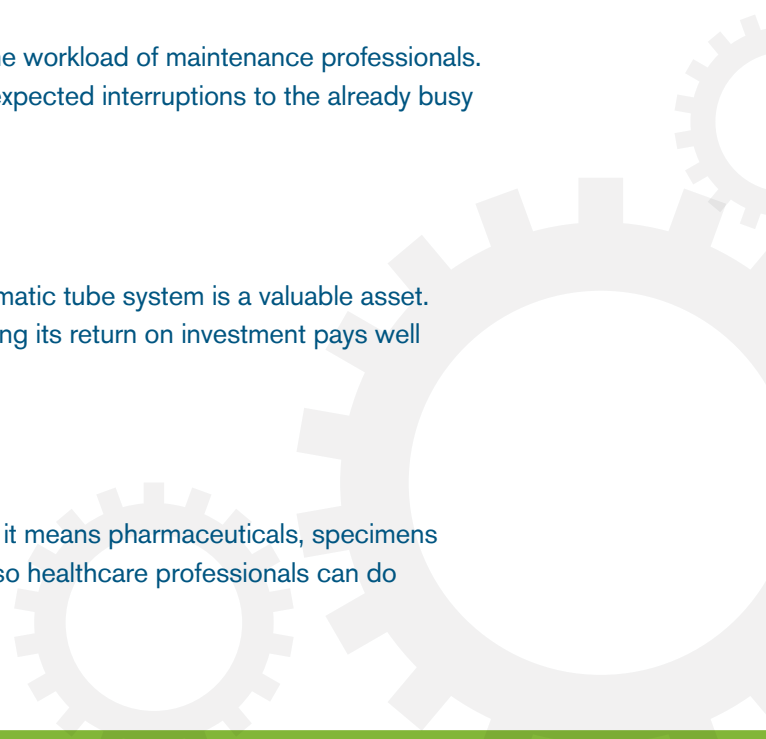 e workload of maintenance professionals.
expected interruptions to the already busy
matic tube system is a valuable asset.
ng its return on investment pays well
it means pharmaceuticals, specimens
so healthcare professionals can do